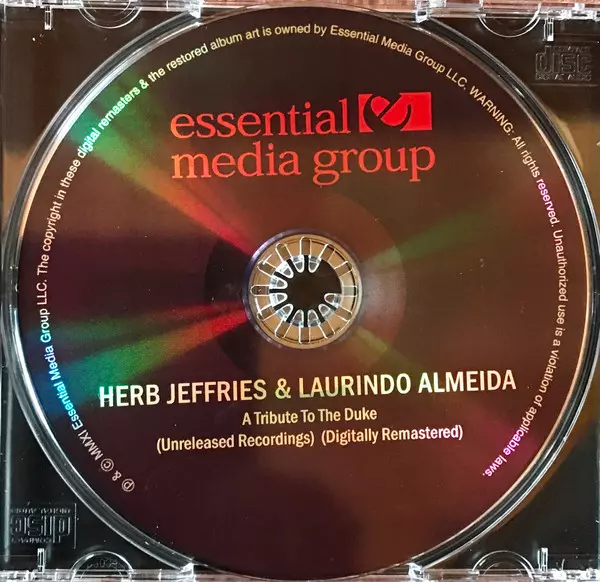 essential
media group
HERB JEFFRIES & LAURINDO ALMEIDA
A Tribute To The Duke
(Unreleased Recordings) (Digitally Remastered)
℗ & © MMXI Essential Media Group LLC. The copyright in these digital remasters & the restored album art is owned by Essential Media Group LLC. WARNING: All rights reserved. Unauthorized use is a violation of applicable laws.
disc